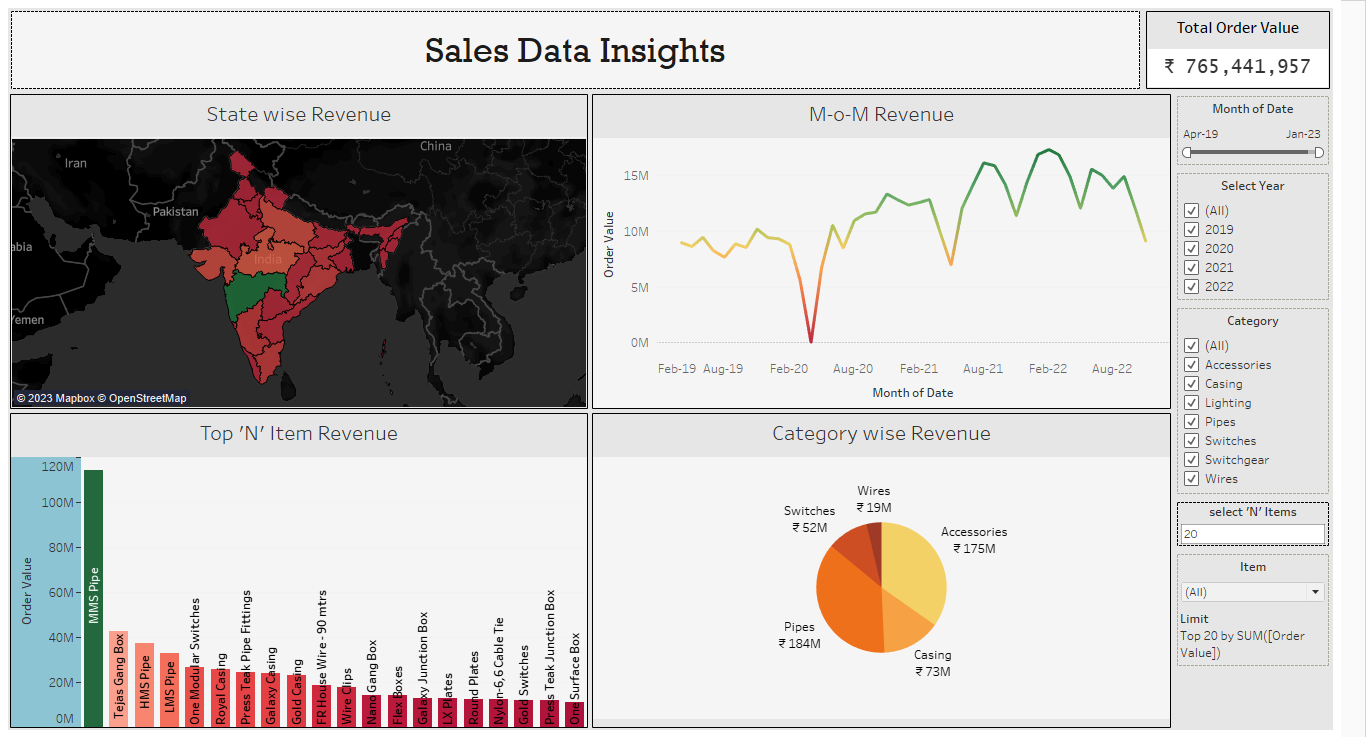 Sales Data Insights
Total Order Value
₹ 765,441,957
State wise Revenue
Iran
China
Pakistan
abia
India
Yemen
© 2023 Mapbox © OpenStreetMap
M-o-M Revenue
Order Value
15M
10M
5M
0M
Feb-19 Aug-19 Feb-20 Aug-20 Feb-21 Aug-21 Feb-22 Aug-22
Month of Date
Top 'N' Item Revenue
Order Value
120M
100M
80M
60M
40M
20M
0M
MMS Pipe
Tejas Gang Box
HMS Pipe
LMS Pipe
One Modular Switches
Royal Casing
Press Teak Pipe Fittings
Galaxy Casing
Gold Casing
FR House Wire - 90 mtrs
Wire Clips
Nano Gang Box
Flex Boxes
Galaxy Junction Box
LX Plates
Round Plates
Nylon-6,6 Cable Tie
Gold Switches
Press Teak Junction Box
One Surface Box
Category wise Revenue
Wires
₹ 19M
Switches
₹ 52M
Accessories
₹ 175M
Pipes
₹ 184M
Casing
₹ 73M
Month of Date
Apr-19 Jan-23
Select Year
(All)
2019
2020
2021
2022
Category
(All)
Accessories
Casing
Lighting
Pipes
Switches
Switchgear
Wires
select 'N' Items
20
Item
(All)
Limit
Top 20 by SUM([Order
Value])